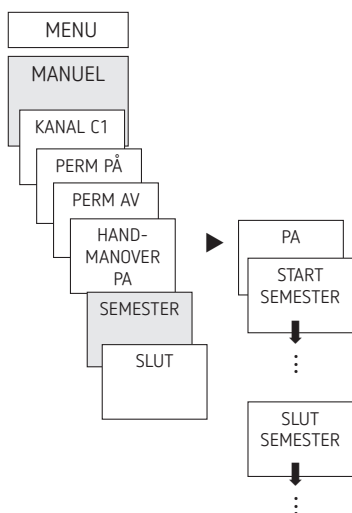 MENU
MANUEL
KANAL C1
PERM PÅ
PERM AV
HAND-
MANOVER
PA
SEMESTER
SLUT
PA
START
SEMESTER
SLUT
SEMESTER